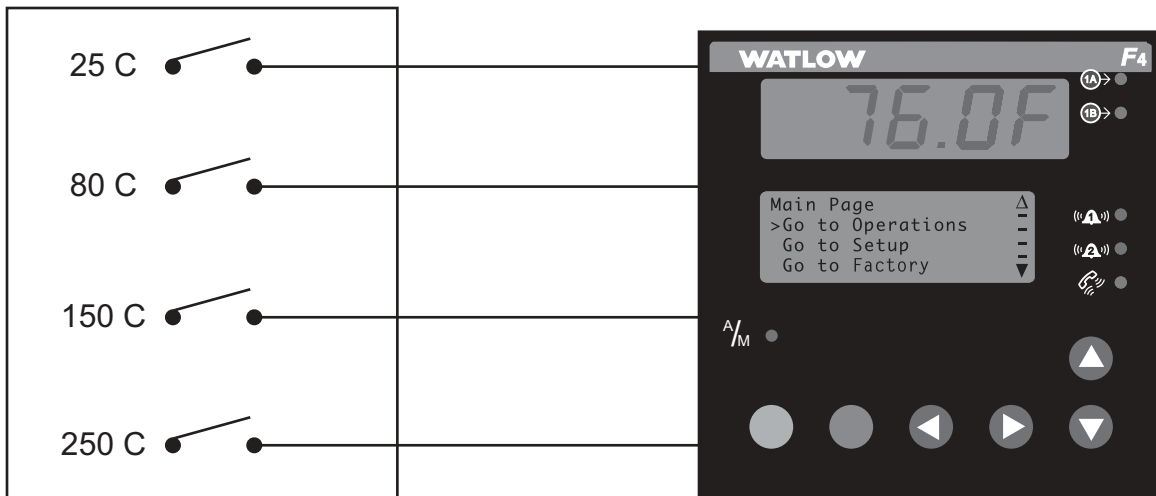 25 C
80 C
150 C
250 C
WATLOW
F4
76.0F
1A
1B
Main Page
>Go to Operations
Go to Setup
Go to Factory
1
2
A/M